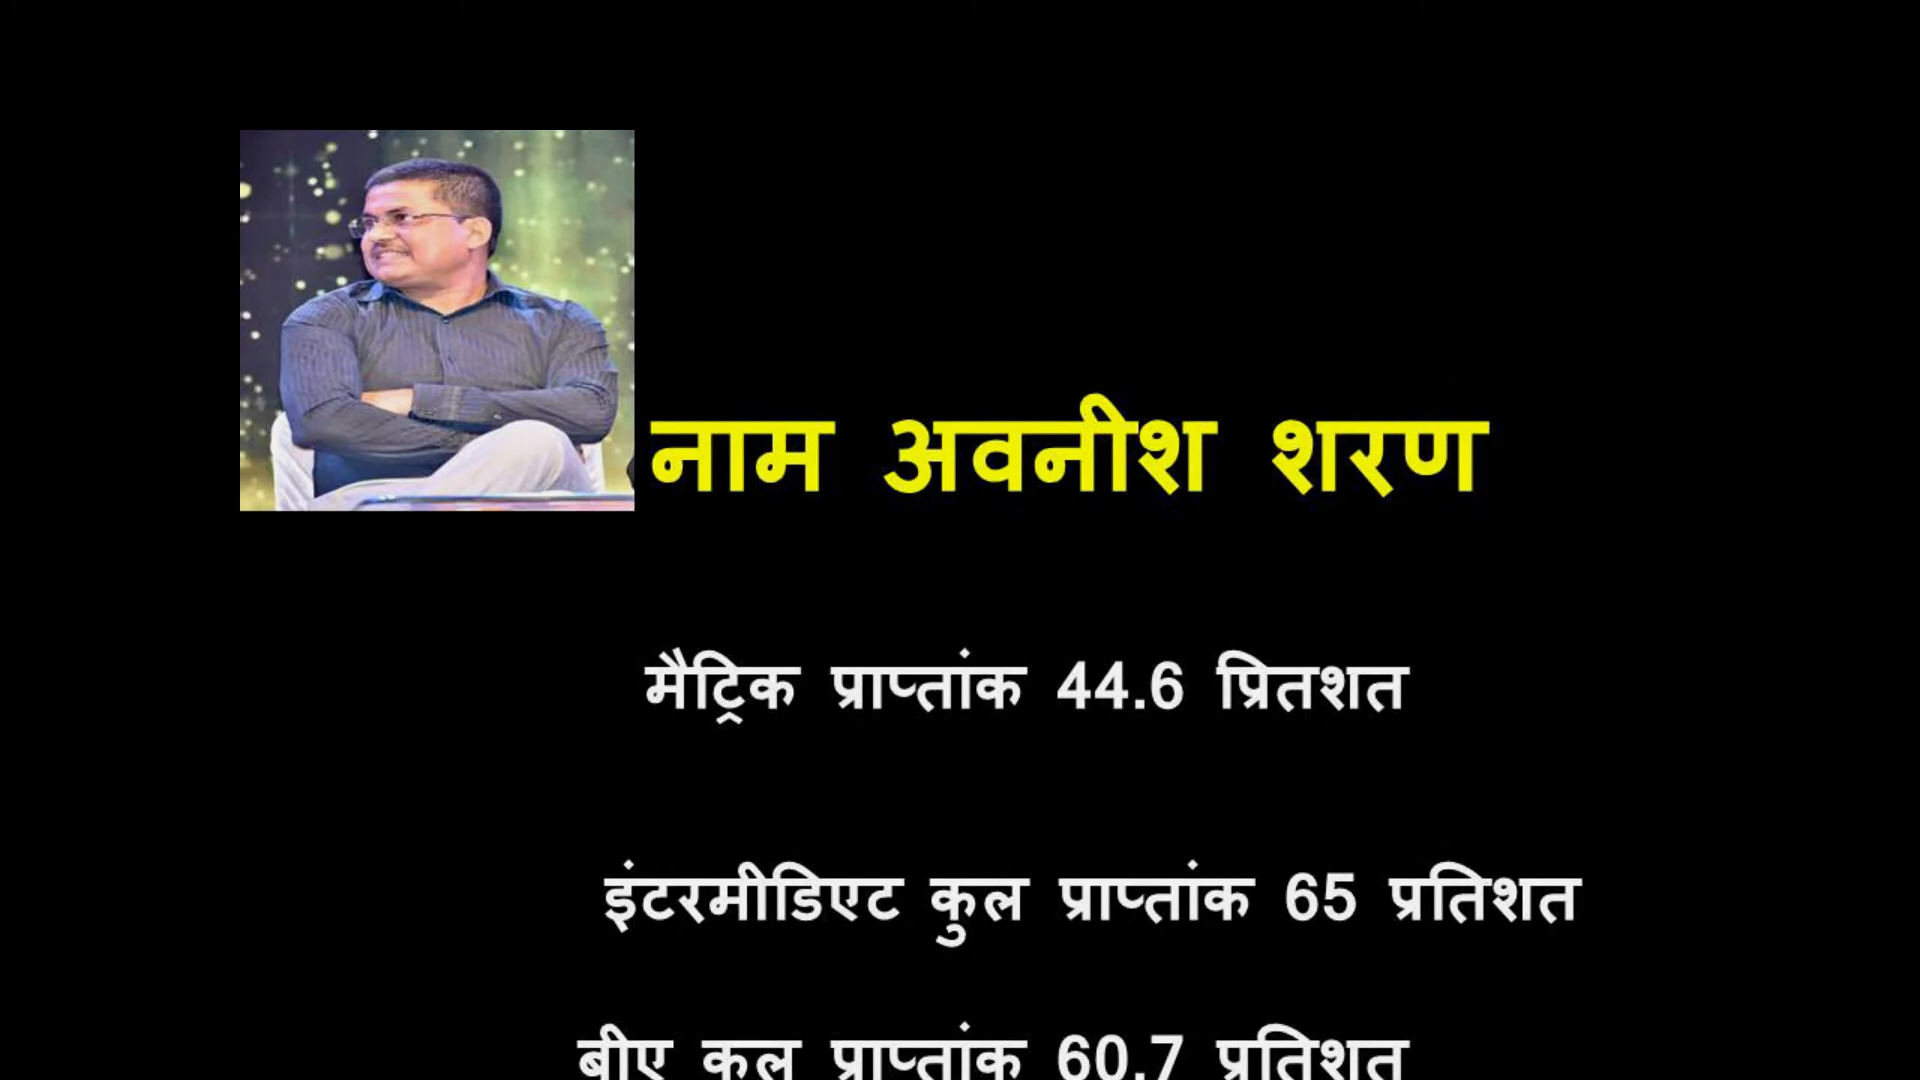 नाम अवनीश शरण
मैट्रिक प्राप्तांक 44.6 प्रितशत
इंटरमीडिएट कुल प्राप्तांक 65 प्रतिशत
बीए कुल प्राप्तांक 60.7 प्रतिशत